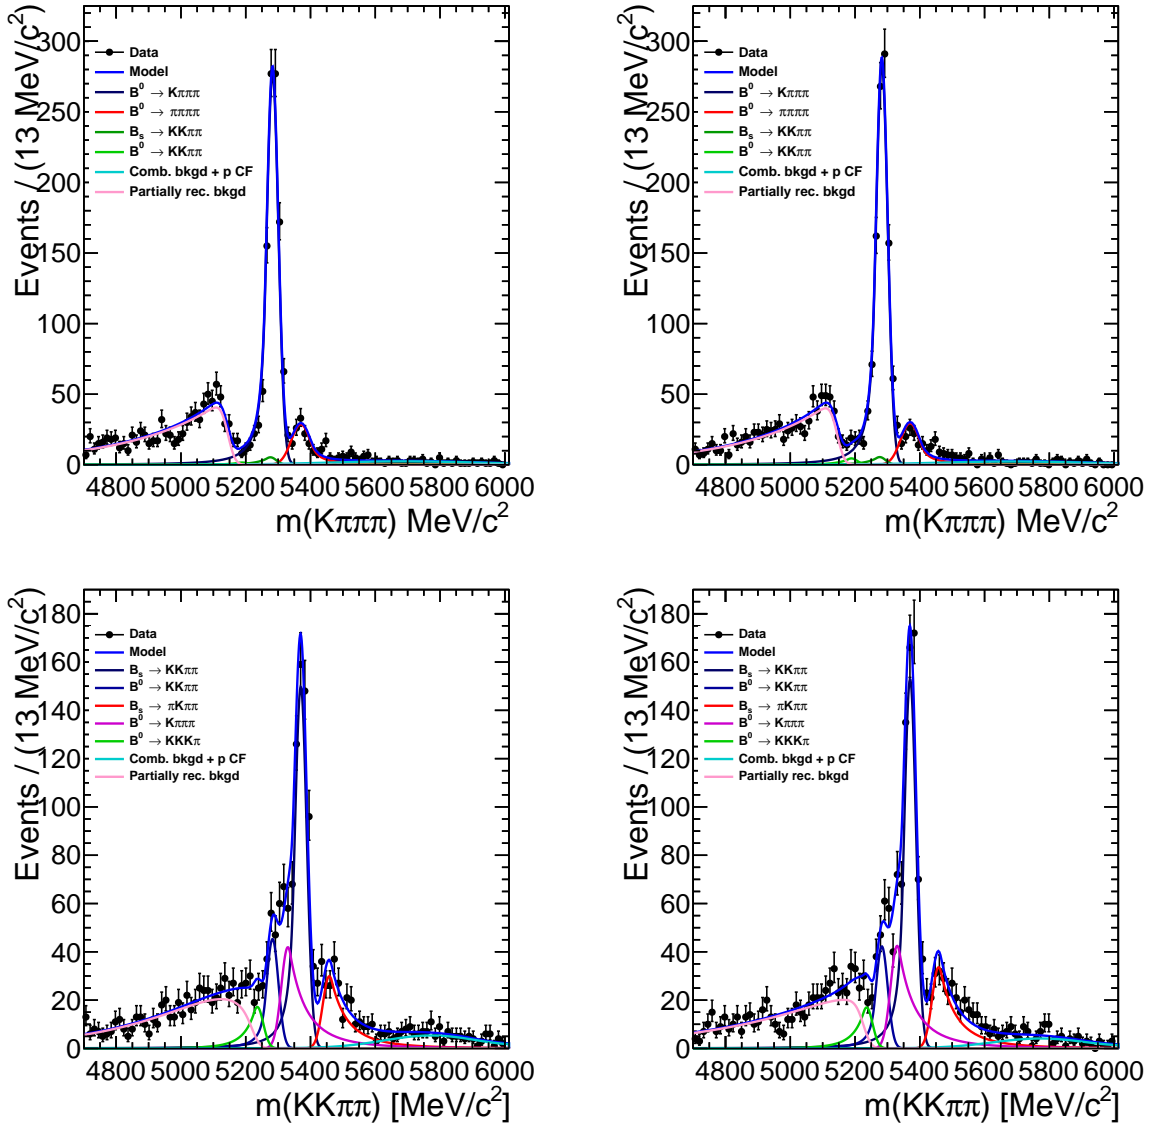 Events / (13 MeV/c²)
300
250
200
150
100
50
0
Data
Model
B⁰ → Kπππ
B⁰ → ππππ
Bₛ → KKππ
B⁰ → KKππ
Comb. bkgd + p CF
Partially rec. bkgd
4800 5000 5200 5400 5600 5800 6000
m(Kπππ) MeV/c²
Events / (13 MeV/c²)
300
250
200
150
100
50
0
Data
Model
B⁰ → Kπππ
B⁰ → ππππ
Bₛ → KKππ
B⁰ → KKππ
Comb. bkgd + p CF
Partially rec. bkgd
4800 5000 5200 5400 5600 5800 6000
m(Kπππ) MeV/c²
Events / (13 MeV/c²)
180
160
140
120
100
80
60
40
20
0
Data
Model
Bₛ → KKππ
B⁰ → KKππ
Bₛ → πKππ
B⁰ → Kπππ
B⁰ → KKKπ
Comb. bkgd + p CF
Partially rec. bkgd
4800 5000 5200 5400 5600 5800 6000
m(KKππ) [MeV/c²]
Events / (13 MeV/c²)
180
160
140
120
100
80
60
40
20
0
Data
Model
Bₛ → KKππ
B⁰ → KKππ
Bₛ → πKππ
B⁰ → Kπππ
B⁰ → KKKπ
Comb. bkgd + p CF
Partially rec. bkgd
4800 5000 5200 5400 5600 5800 6000
m(KKππ) [MeV/c²]